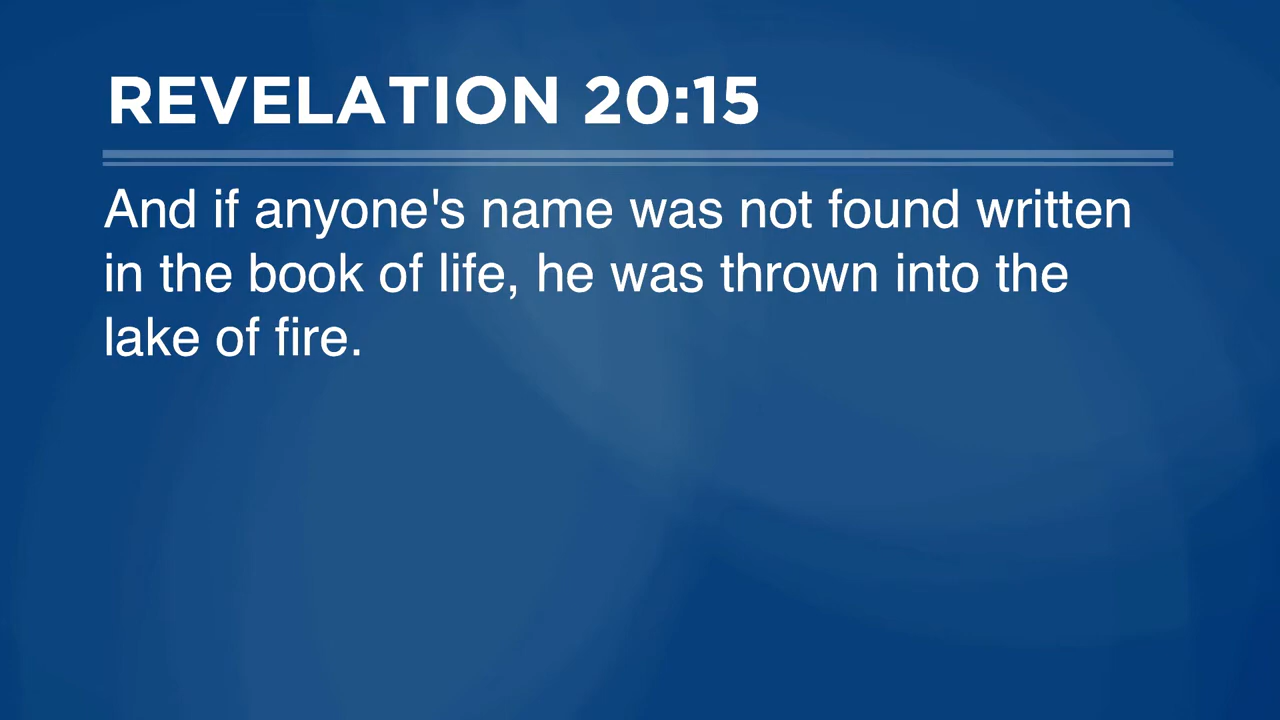 REVELATION 20:15
And if anyone's name was not found written
in the book of life, he was thrown into the
lake of fire.